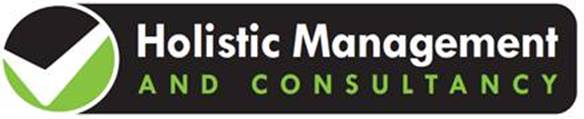 Holistic Management
AND CONSULTANCY